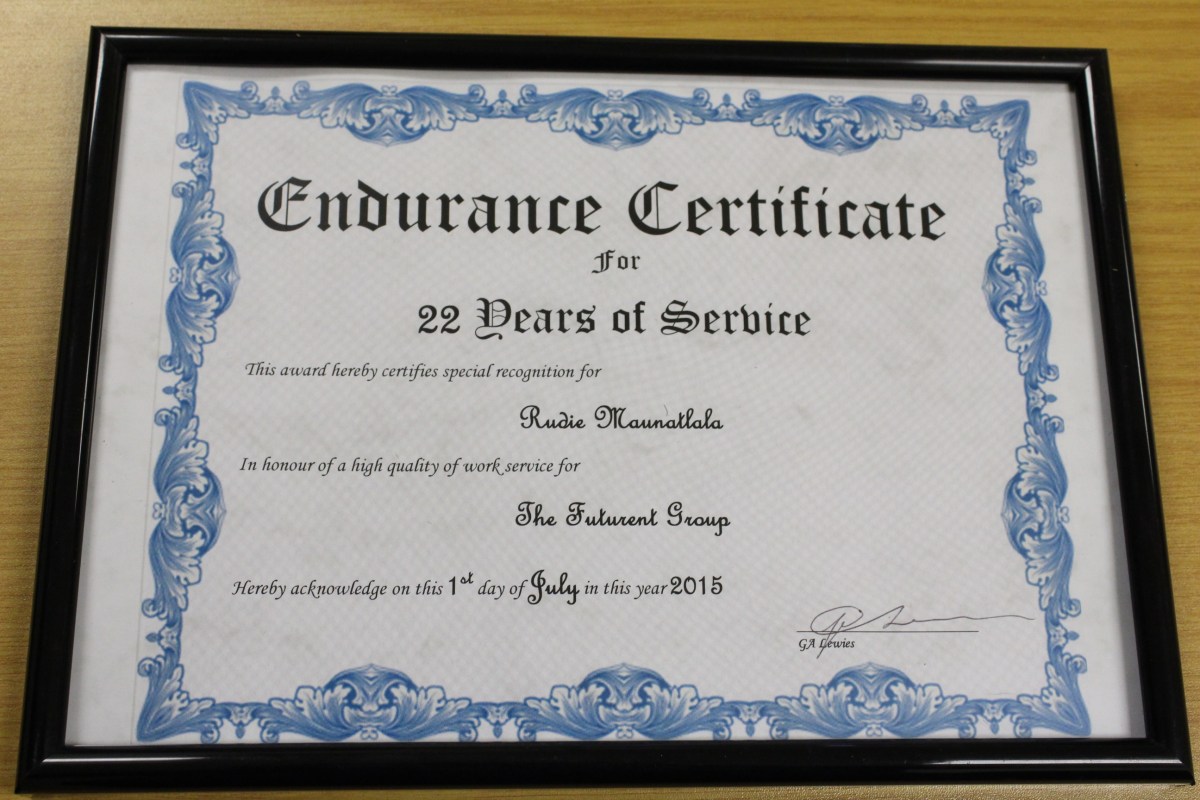 Endurance Certificate
For
22 Years of Service
This award hereby certifies special recognition for
Rudie Maunatlala
In honour of a high quality of work service for
The Futurent Group
Hereby acknowledge on this 1st day of July in this year 2015
GA Lewies